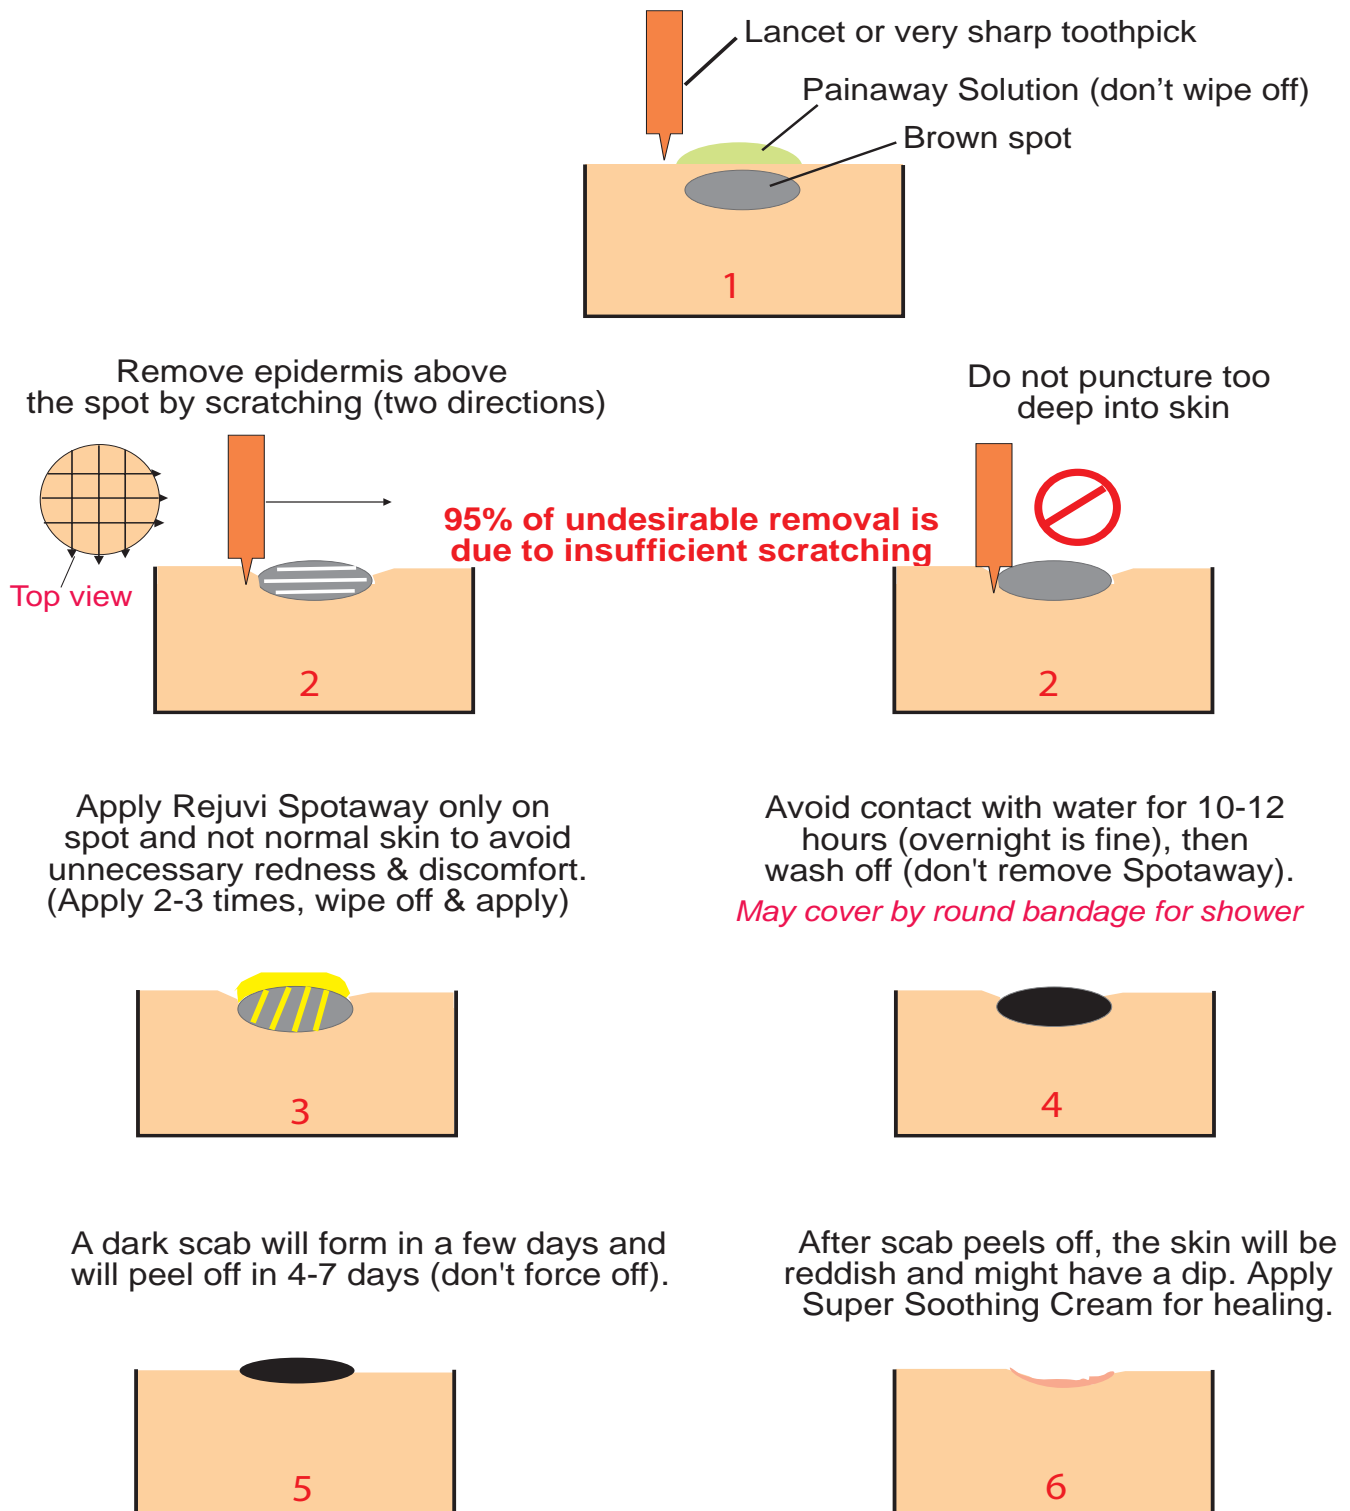 Lancet or very sharp toothpick
Painaway Solution (don't wipe off)
Brown spot
1
Remove epidermis above
the spot by scratching (two directions)
Top view
2
95% of undesirable removal is
due to insufficient scratching
Do not puncture too
deep into skin
2
Apply Rejuvi Spotaway only on
spot and not normal skin to avoid
unnecessary redness & discomfort.
(Apply 2-3 times, wipe off & apply)
3
Avoid contact with water for 10-12
hours (overnight is fine), then
wash off (don't remove Spotaway).
May cover by round bandage for shower
4
A dark scab will form in a few days and
will peel off in 4-7 days (don't force off).
5
After scab peels off, the skin will be
reddish and might have a dip. Apply
Super Soothing Cream for healing.
6